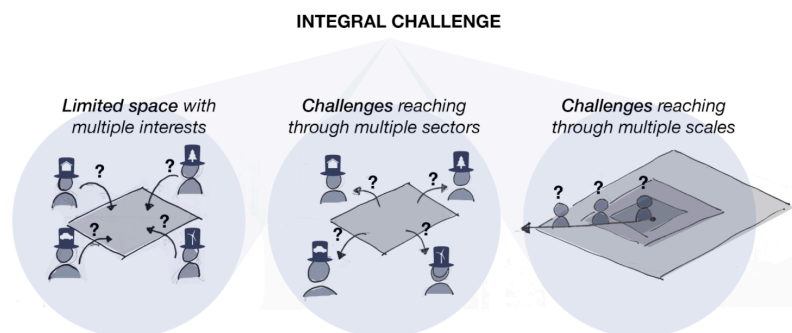 INTEGRAL CHALLENGE
Limited space with
multiple interests
? ? ? ?
Challenges reaching
through multiple sectors
? ? ? ?
Challenges reaching
through multiple scales
? ? ?